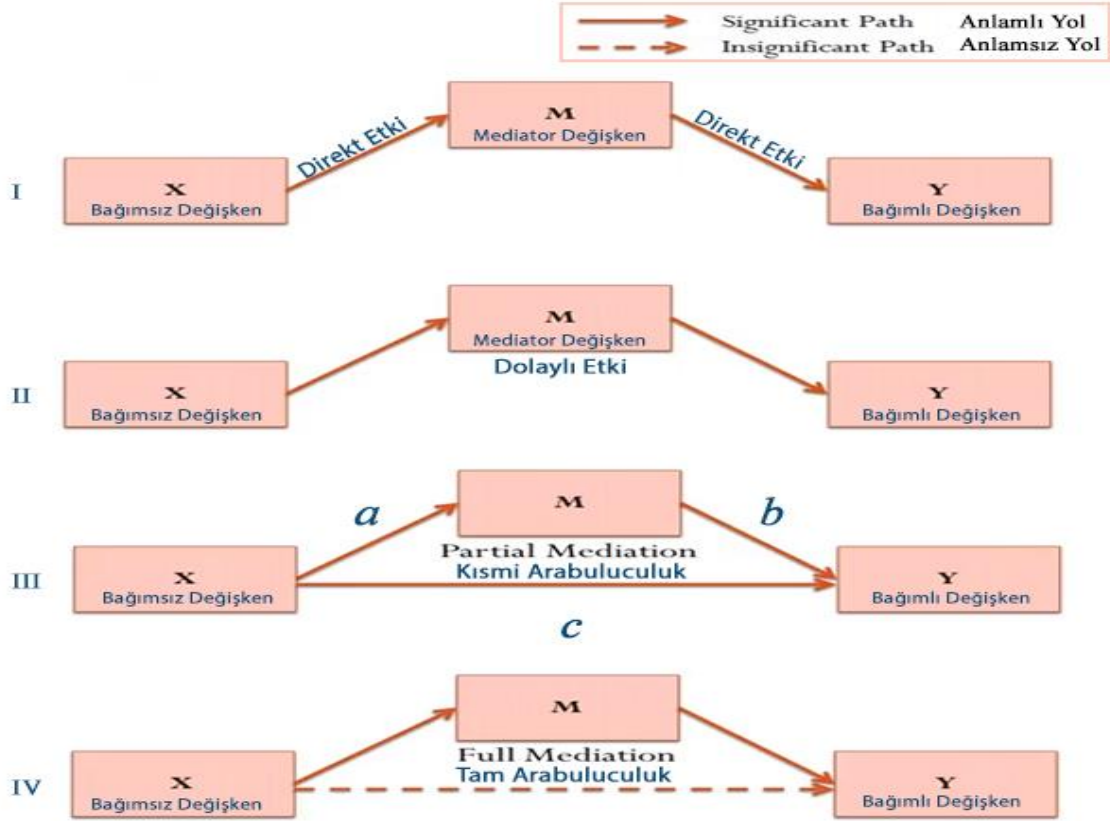 Significant Path Anlamlı Yol
Insignificant Path Anlamsız Yol
M
Mediator Değişken
Direkt Etki
Direkt Etki
I
X
Bağımsız Değişken
Y
Bağımlı Değişken
M
Mediator Değişken
Dolaylı Etki
II
X
Bağımsız Değişken
Y
Bağımlı Değişken
a
M
b
Partial Mediation
Kısmi Arabuluculuk
III
X
Bağımsız Değişken
Y
Bağımlı Değişken
c
M
Full Mediation
Tam Arabuluculuk
IV
X
Bağımsız Değişken
Y
Bağımlı Değişken